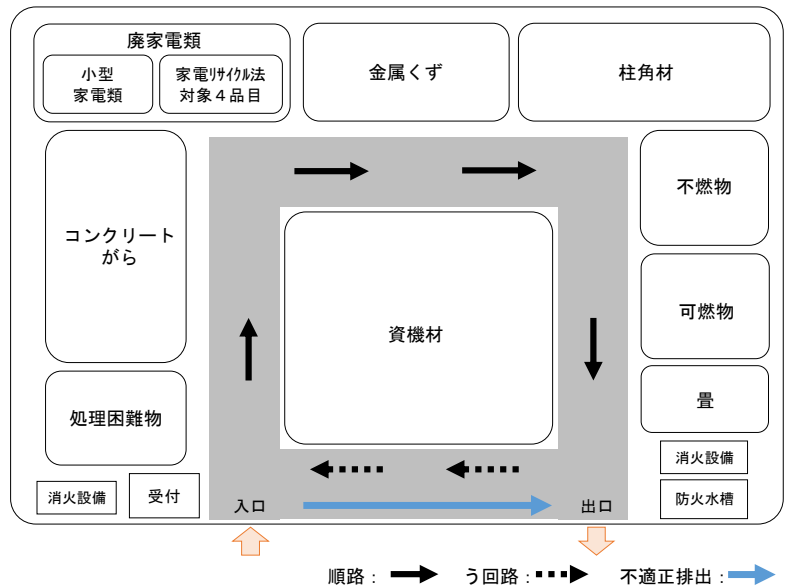 廃家電類
小型
家電類
家電ﾘｻｲｸﾙ法
対象４品目
金属くず
柱角材
コンクリート
がら
不燃物
資機材
可燃物
処理困難物
畳
消火設備
防火水槽
消火設備
受付
入口
出口
順路：
う回路：
不適正排出：